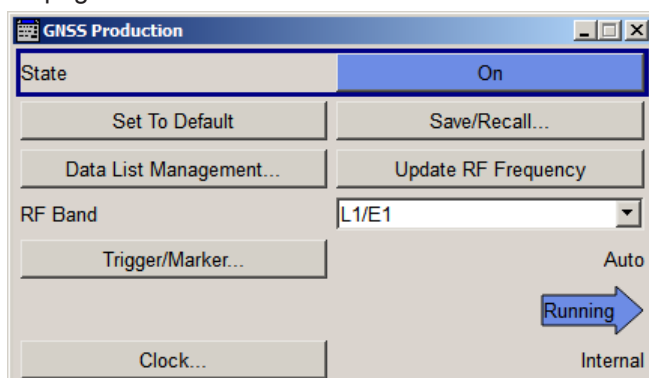 GNSS Production
State On
Set To Default Save/Recall...
Data List Management... Update RF Frequency
RF Band L1/E1
Trigger/Marker... Auto
Running
Clock... Internal